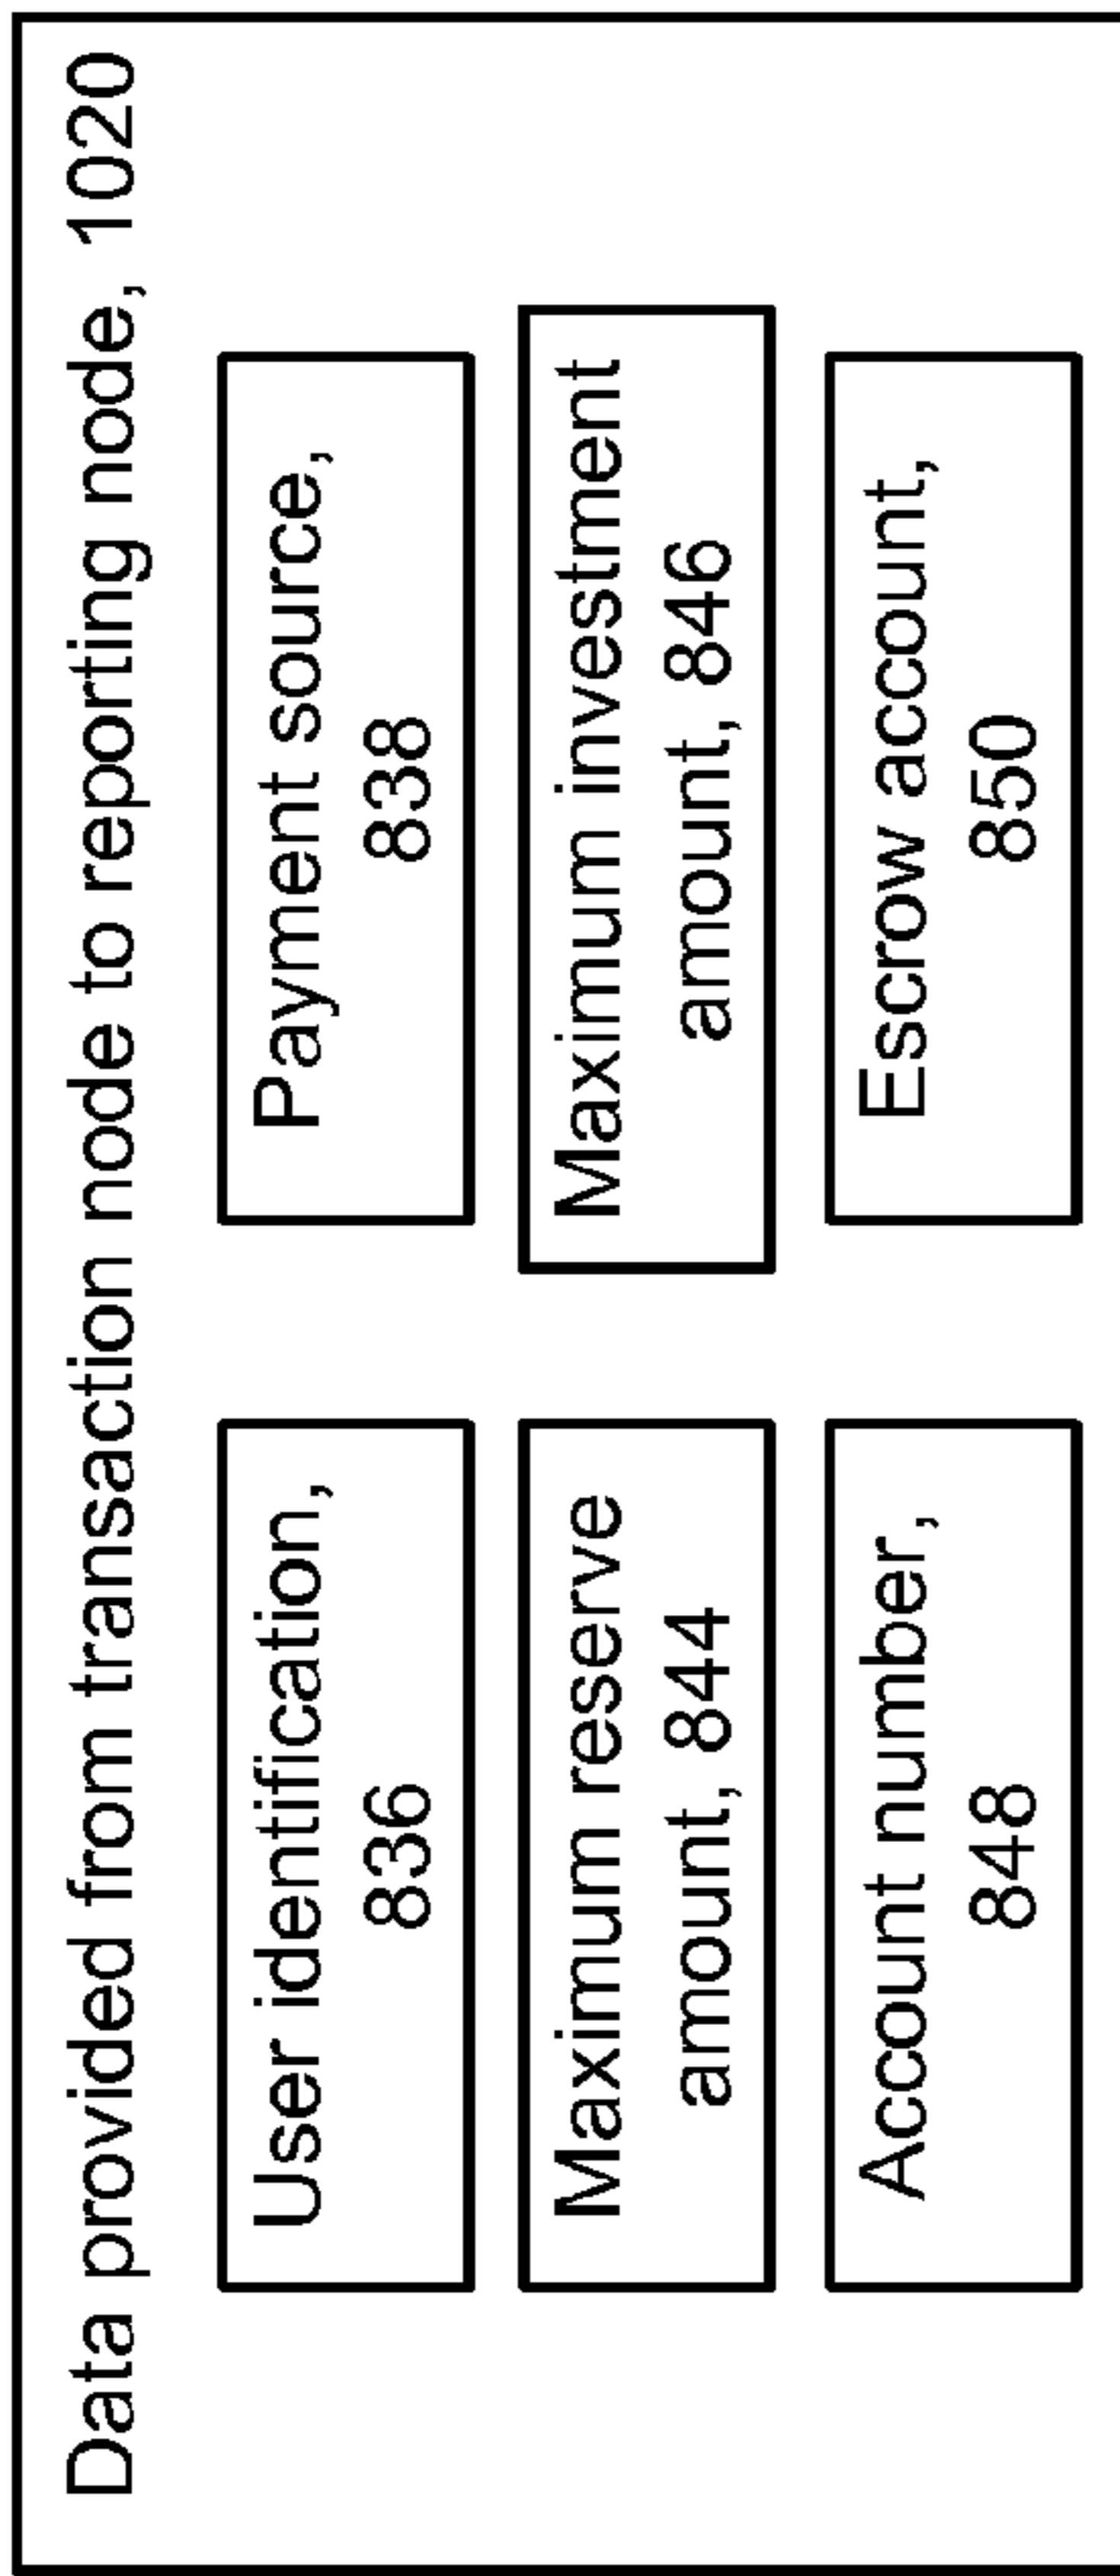 Data provided from transaction node to reporting node, 1020
User identification,
836
Payment source,
838
Maximum reserve
amount, 844
Maximum investment
amount, 846
Account number,
848
Escrow account,
850